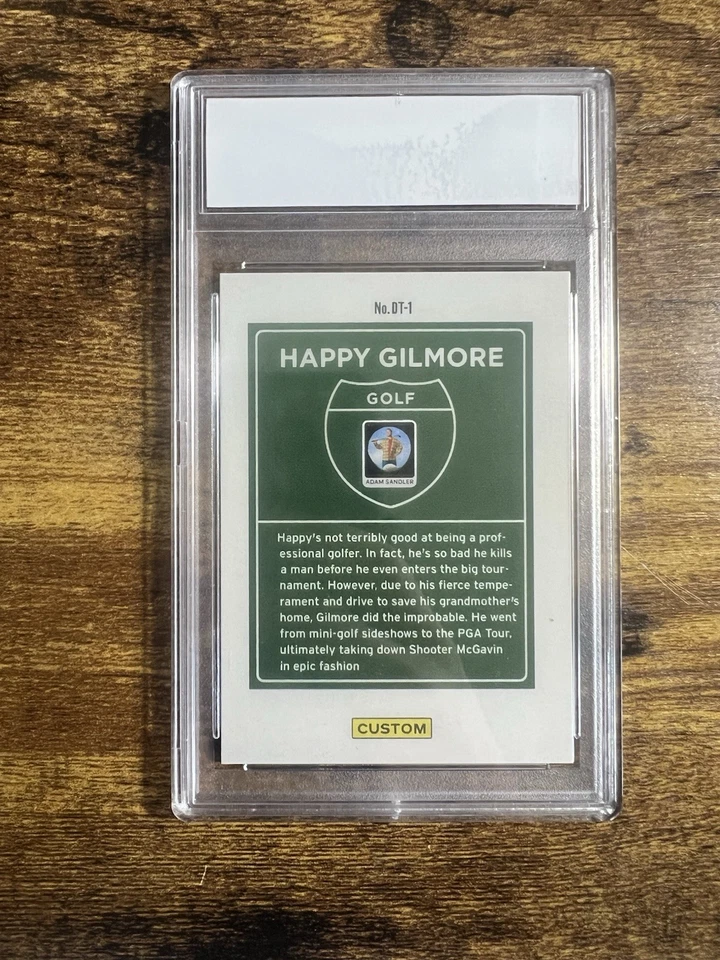 No. DT-1
HAPPY GILMORE
GOLF
ADAM SANDLER
Happy's not terribly good at being a prof-
essional golfer. In fact, he's so bad he kills
a man before he even enters the big tour-
nament. However, due to his fierce tempe-
rament and drive to save his grandmother's
home, Gilmore did the improbable. He went
from mini-golf sideshows to the PGA Tour,
ultimately taking down Shooter McGavin
in epic fashion
CUSTOM